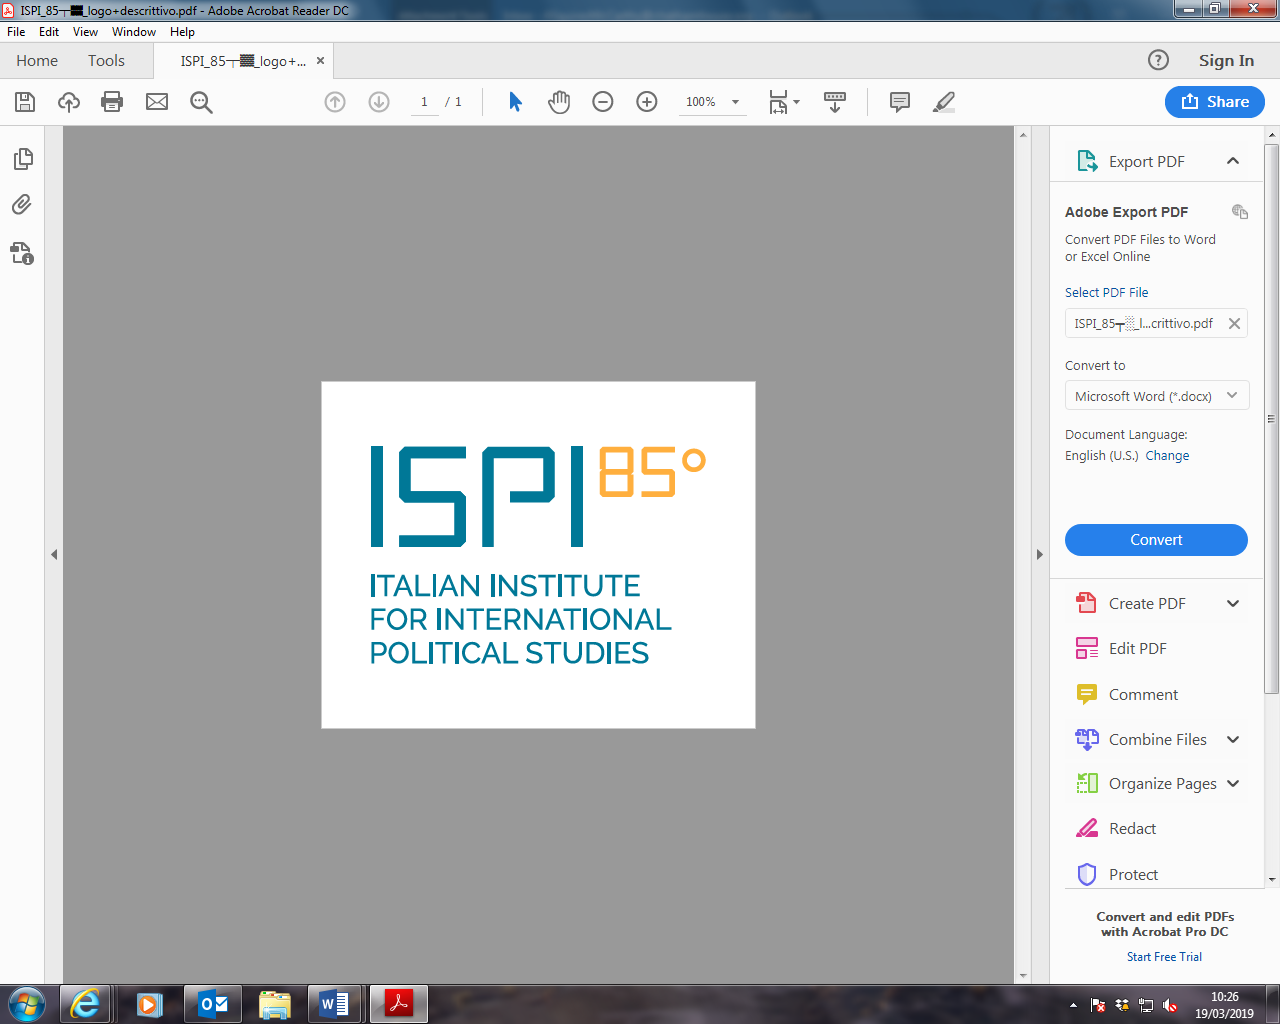 ISPI_85┬▓_logo+descrittivo.pdf - Adobe Acrobat Reader DC
File Edit View Window Help
Home Tools ISPI_85┬▓_logo+... × Sign In
1 / 1 100% Share
Export PDF
Adobe Export PDF
Convert PDF Files to Word
or Excel Online
Select PDF File
ISPI_85┬░_l...crittivo.pdf
Convert to
Microsoft Word (*.docx)
Document Language:
English (U.S.) Change
Convert
Create PDF
Edit PDF
Comment
Combine Files
Organize Pages
Redact
Protect
Convert and edit PDFs
with Acrobat Pro DC
Start Free Trial
ISPI 85°
ITALIAN INSTITUTE
FOR INTERNATIONAL
POLITICAL STUDIES
10:26
19/03/2019